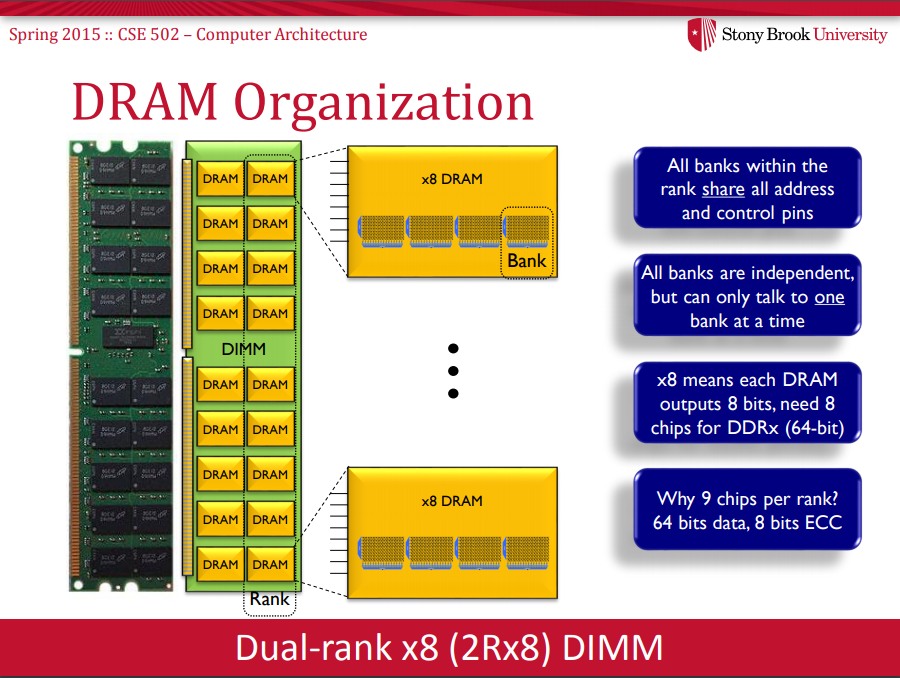 Spring 2015 :: CSE 502 – Computer Architecture
Stony Brook University
DRAM Organization
DRAM DRAM
DRAM DRAM
DRAM DRAM
DRAM DRAM
DIMM
DRAM DRAM
DRAM DRAM
DRAM DRAM
DRAM DRAM
DRAM DRAM
Rank
x8 DRAM
Bank
x8 DRAM
All banks within the
rank share all address
and control pins
All banks are independent,
but can only talk to one
bank at a time
x8 means each DRAM
outputs 8 bits, need 8
chips for DDRx (64-bit)
Why 9 chips per rank?
64 bits data, 8 bits ECC
Dual-rank x8 (2Rx8) DIMM